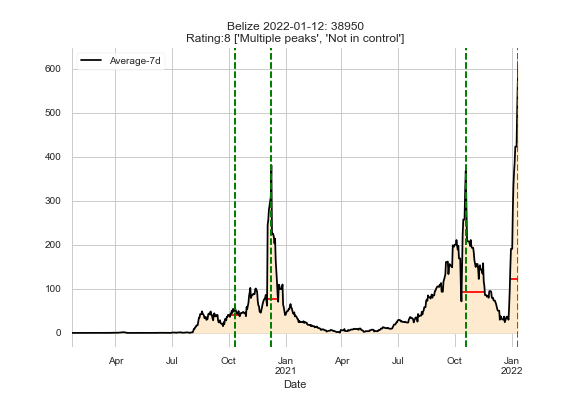 Belize 2022-01-12: 38950
Rating:8 ['Multiple peaks', 'Not in control']
Average-7d
600
500
400
300
200
100
0
Apr Jul Oct Jan Apr Jul Oct Jan
2021 2022
Date